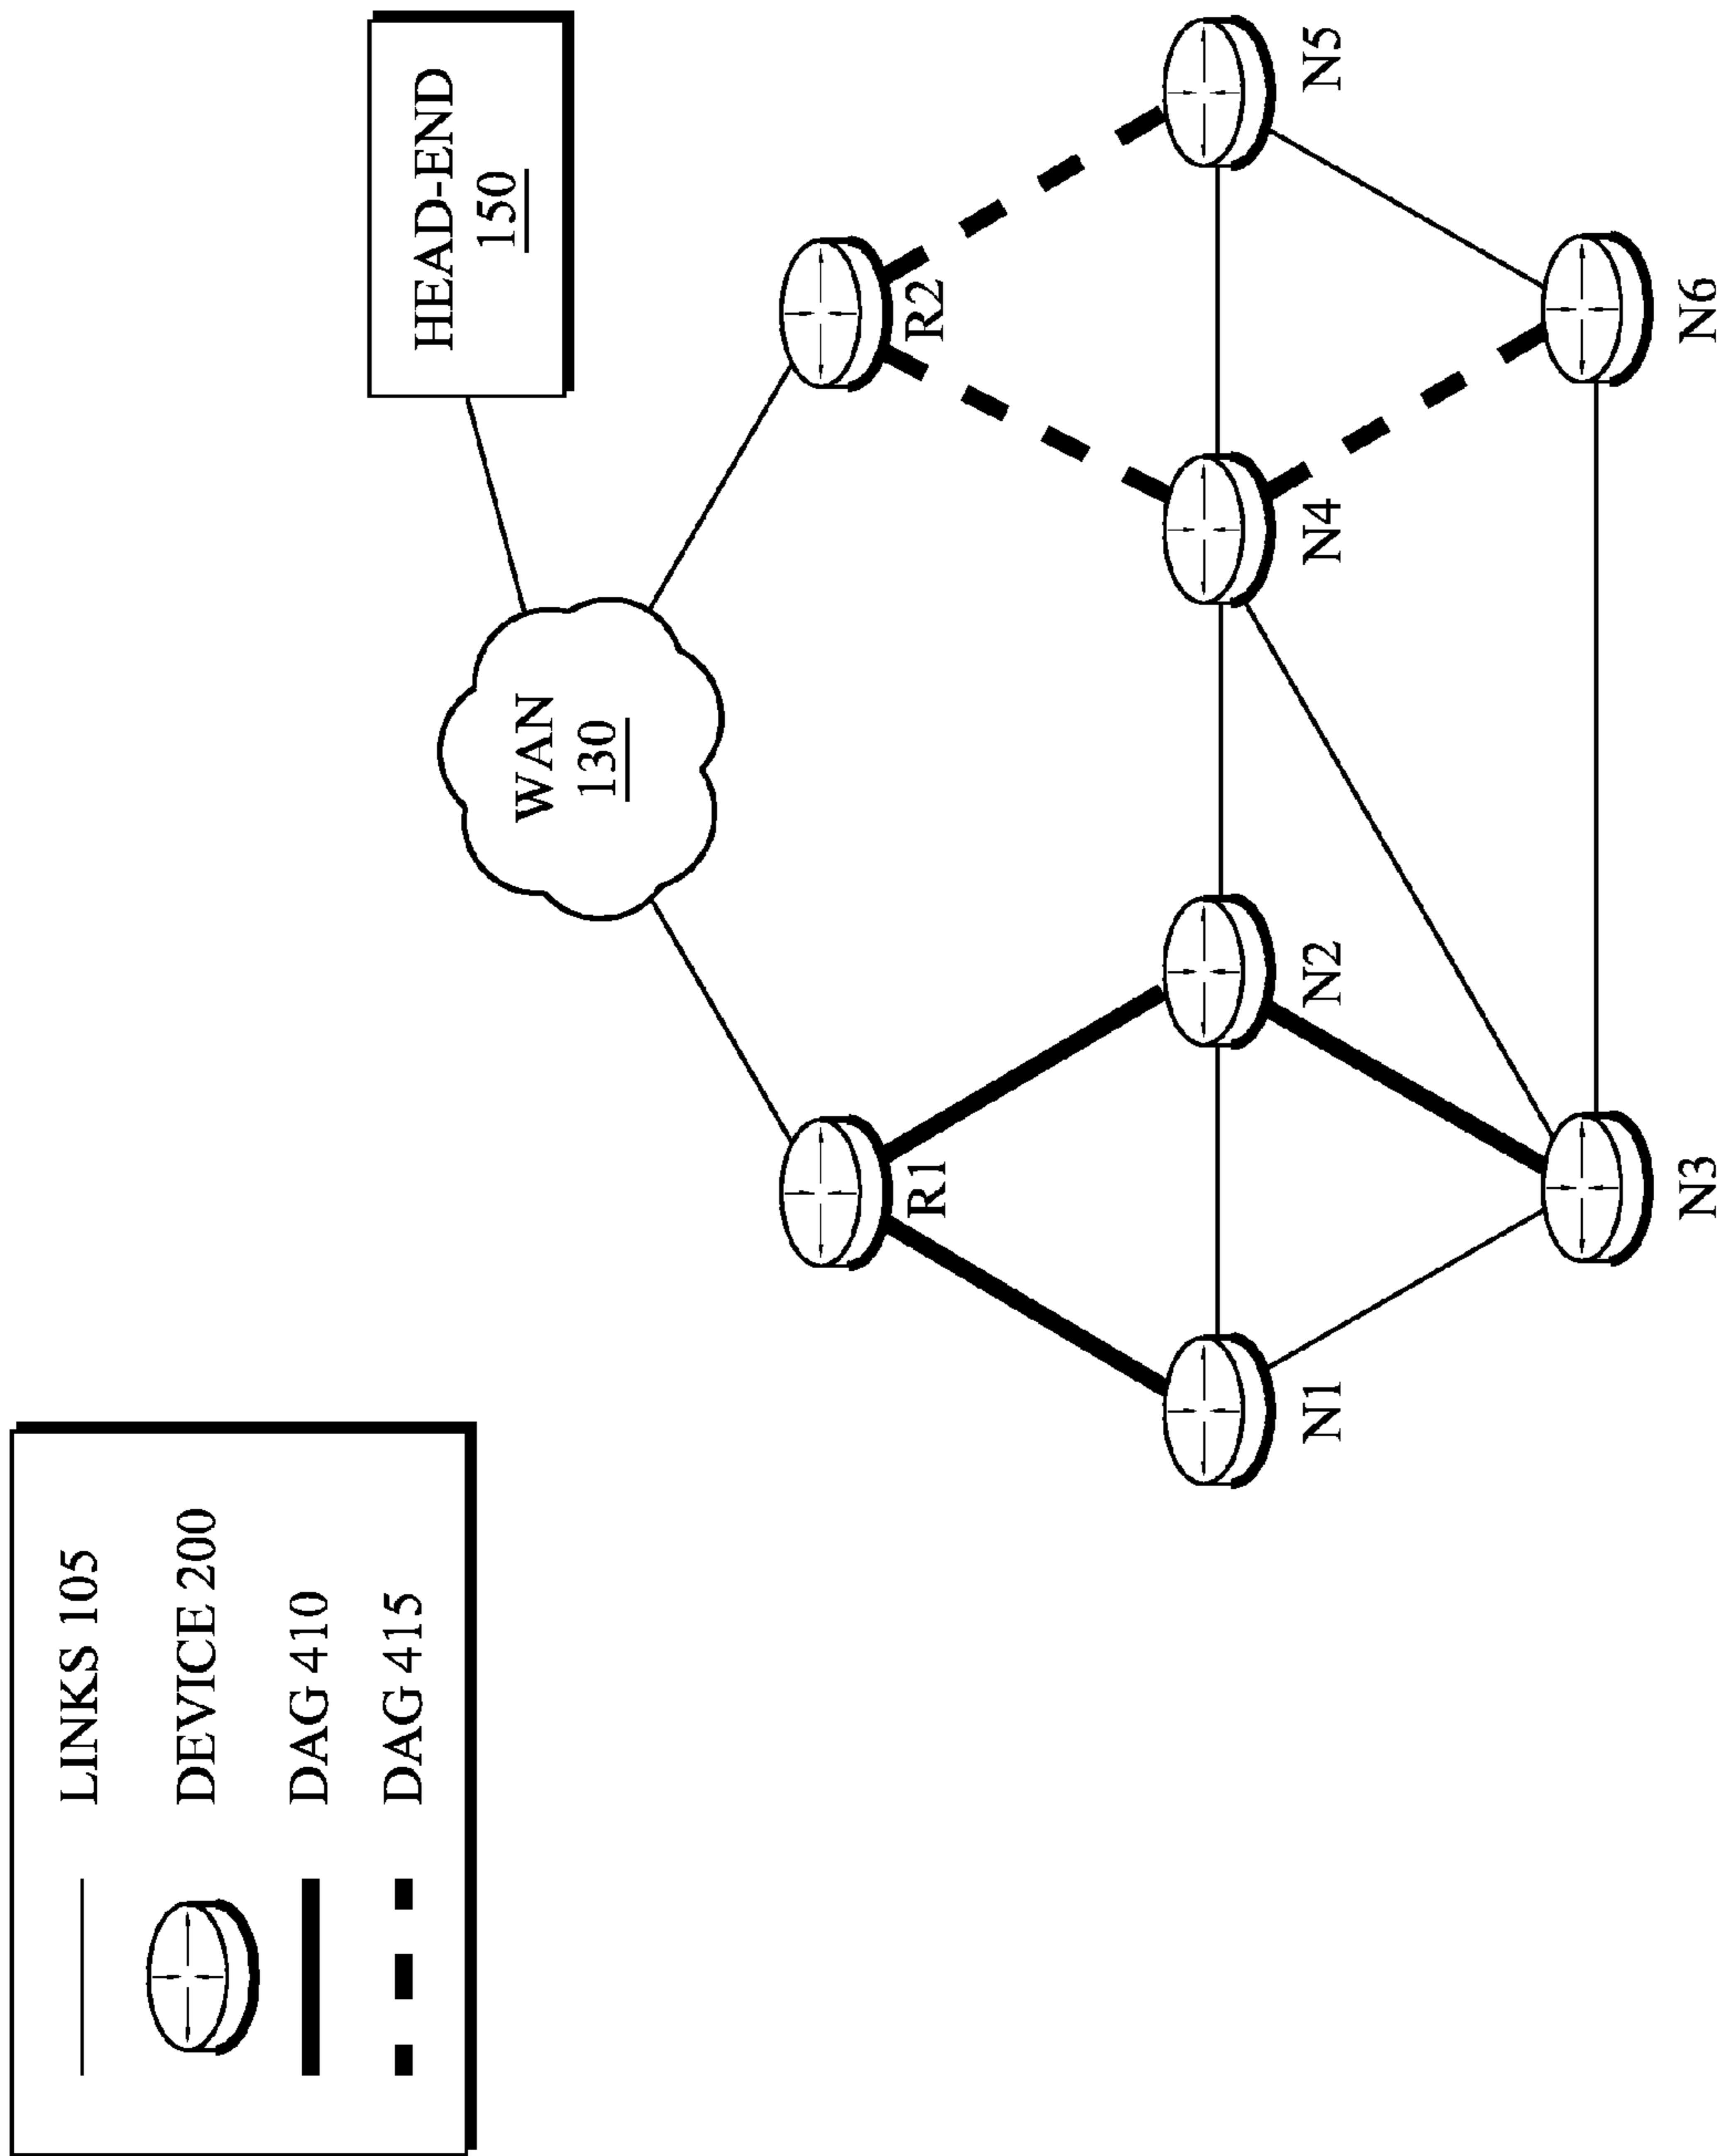 LINKS 105
DEVICE 200
DAG 410
DAG 415
HEAD-END
150
WAN
130
R1
R2
N1
N2
N4
N5
N3
N6